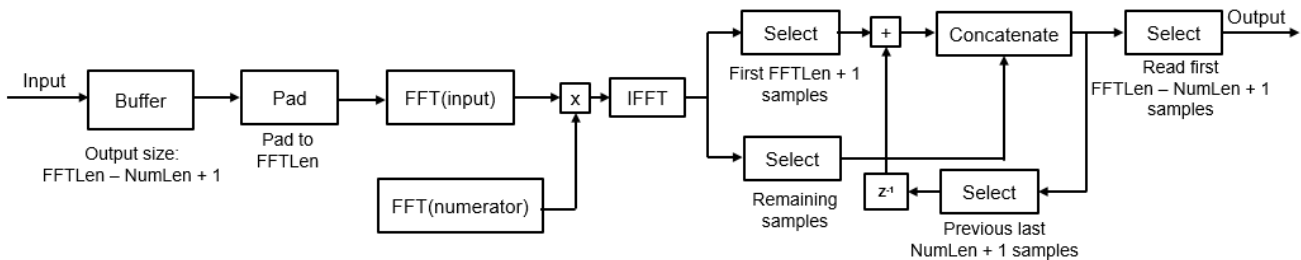 Input
Buffer
Output size:
FFTLen – NumLen + 1
Pad
Pad to
FFTLen
FFT(input)
FFT(numerator)
x
IFFT
Select
First FFTLen + 1
samples
Select
Remaining
samples
+
z-1
Concatenate
Select
Previous last
NumLen + 1 samples
Select
Read first
FFTLen – NumLen + 1
samples
Output